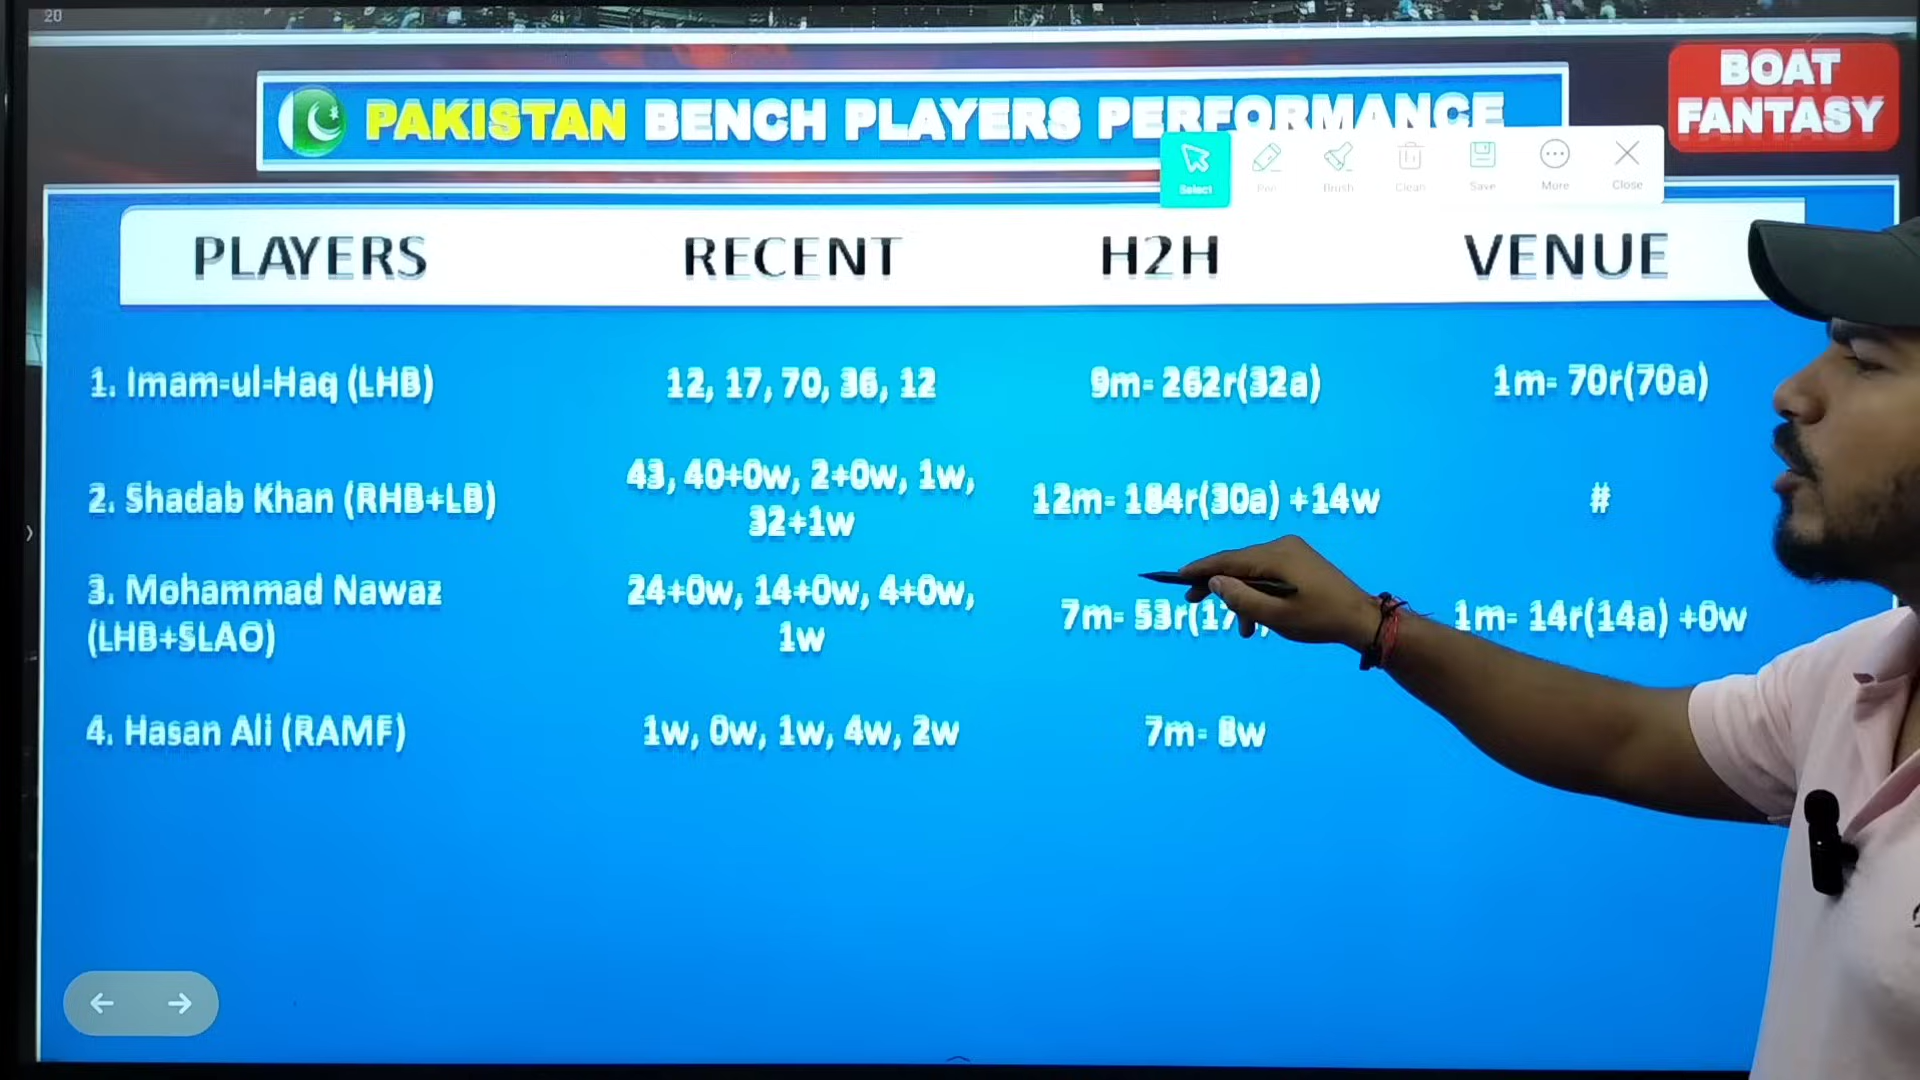 20
BOAT
FANTASY
PAKISTAN BENCH PLAYERS PERFORMANCE
Select Pen Brush Clean Save More Close
PLAYERS RECENT H2H VENUE
1. Imam-ul-Haq (LHB) 12, 17, 70, 36, 12 9m- 262r(32a) 1m- 70r(70a)
2. Shadab Khan (RHB+LB) 43, 40+0w, 2+0w, 1w,
32+1w 12m- 184r(30a) +14w #
3. Mohammad Nawaz
(LHB+SLAO) 24+0w, 14+0w, 4+0w,
1w 7m- 53r(17 1m- 14r(14a) +0w
4. Hasan Ali (RAMF) 1w, 0w, 1w, 4w, 2w 7m- 8w